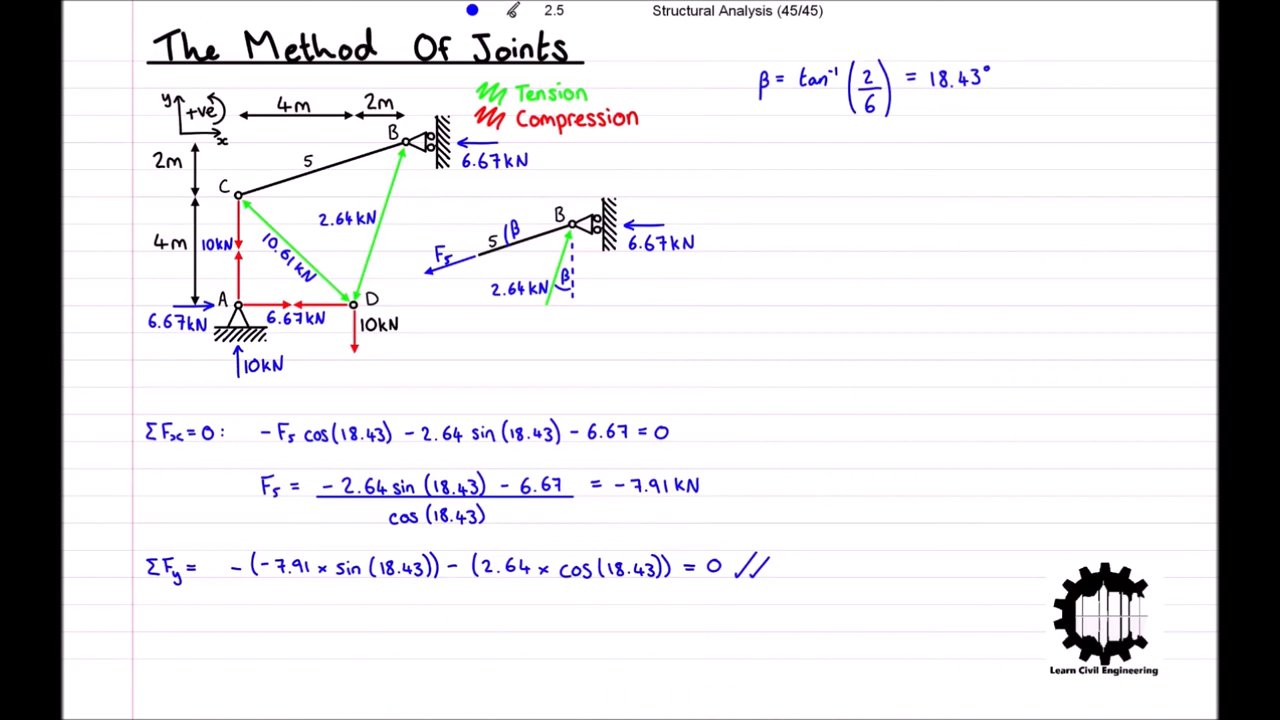 2.5 Structural Analysis (45/45)
The Method Of Joints
β = tan⁻¹ (2/6) = 18.43°
Tension
Compression
y +ve x
4m 2m
2m
B
6.67kN
5
C
2.64kN
10kN
10.61kN
4m
A
D
6.67kN
6.67kN
10kN
10kN
B
6.67kN
5 β
F₅
2.64kN β
ΣFx=0: -F₅ cos(18.43) - 2.64 sin(18.43) - 6.67 = 0
F₅ = - 2.64 sin (18.43) - 6.67 = - 7.91 kN
cos (18.43)
ΣFy = -(-7.91 × sin(18.43)) - (2.64 × cos(18.43)) = 0 //
Learn Civil Engineering